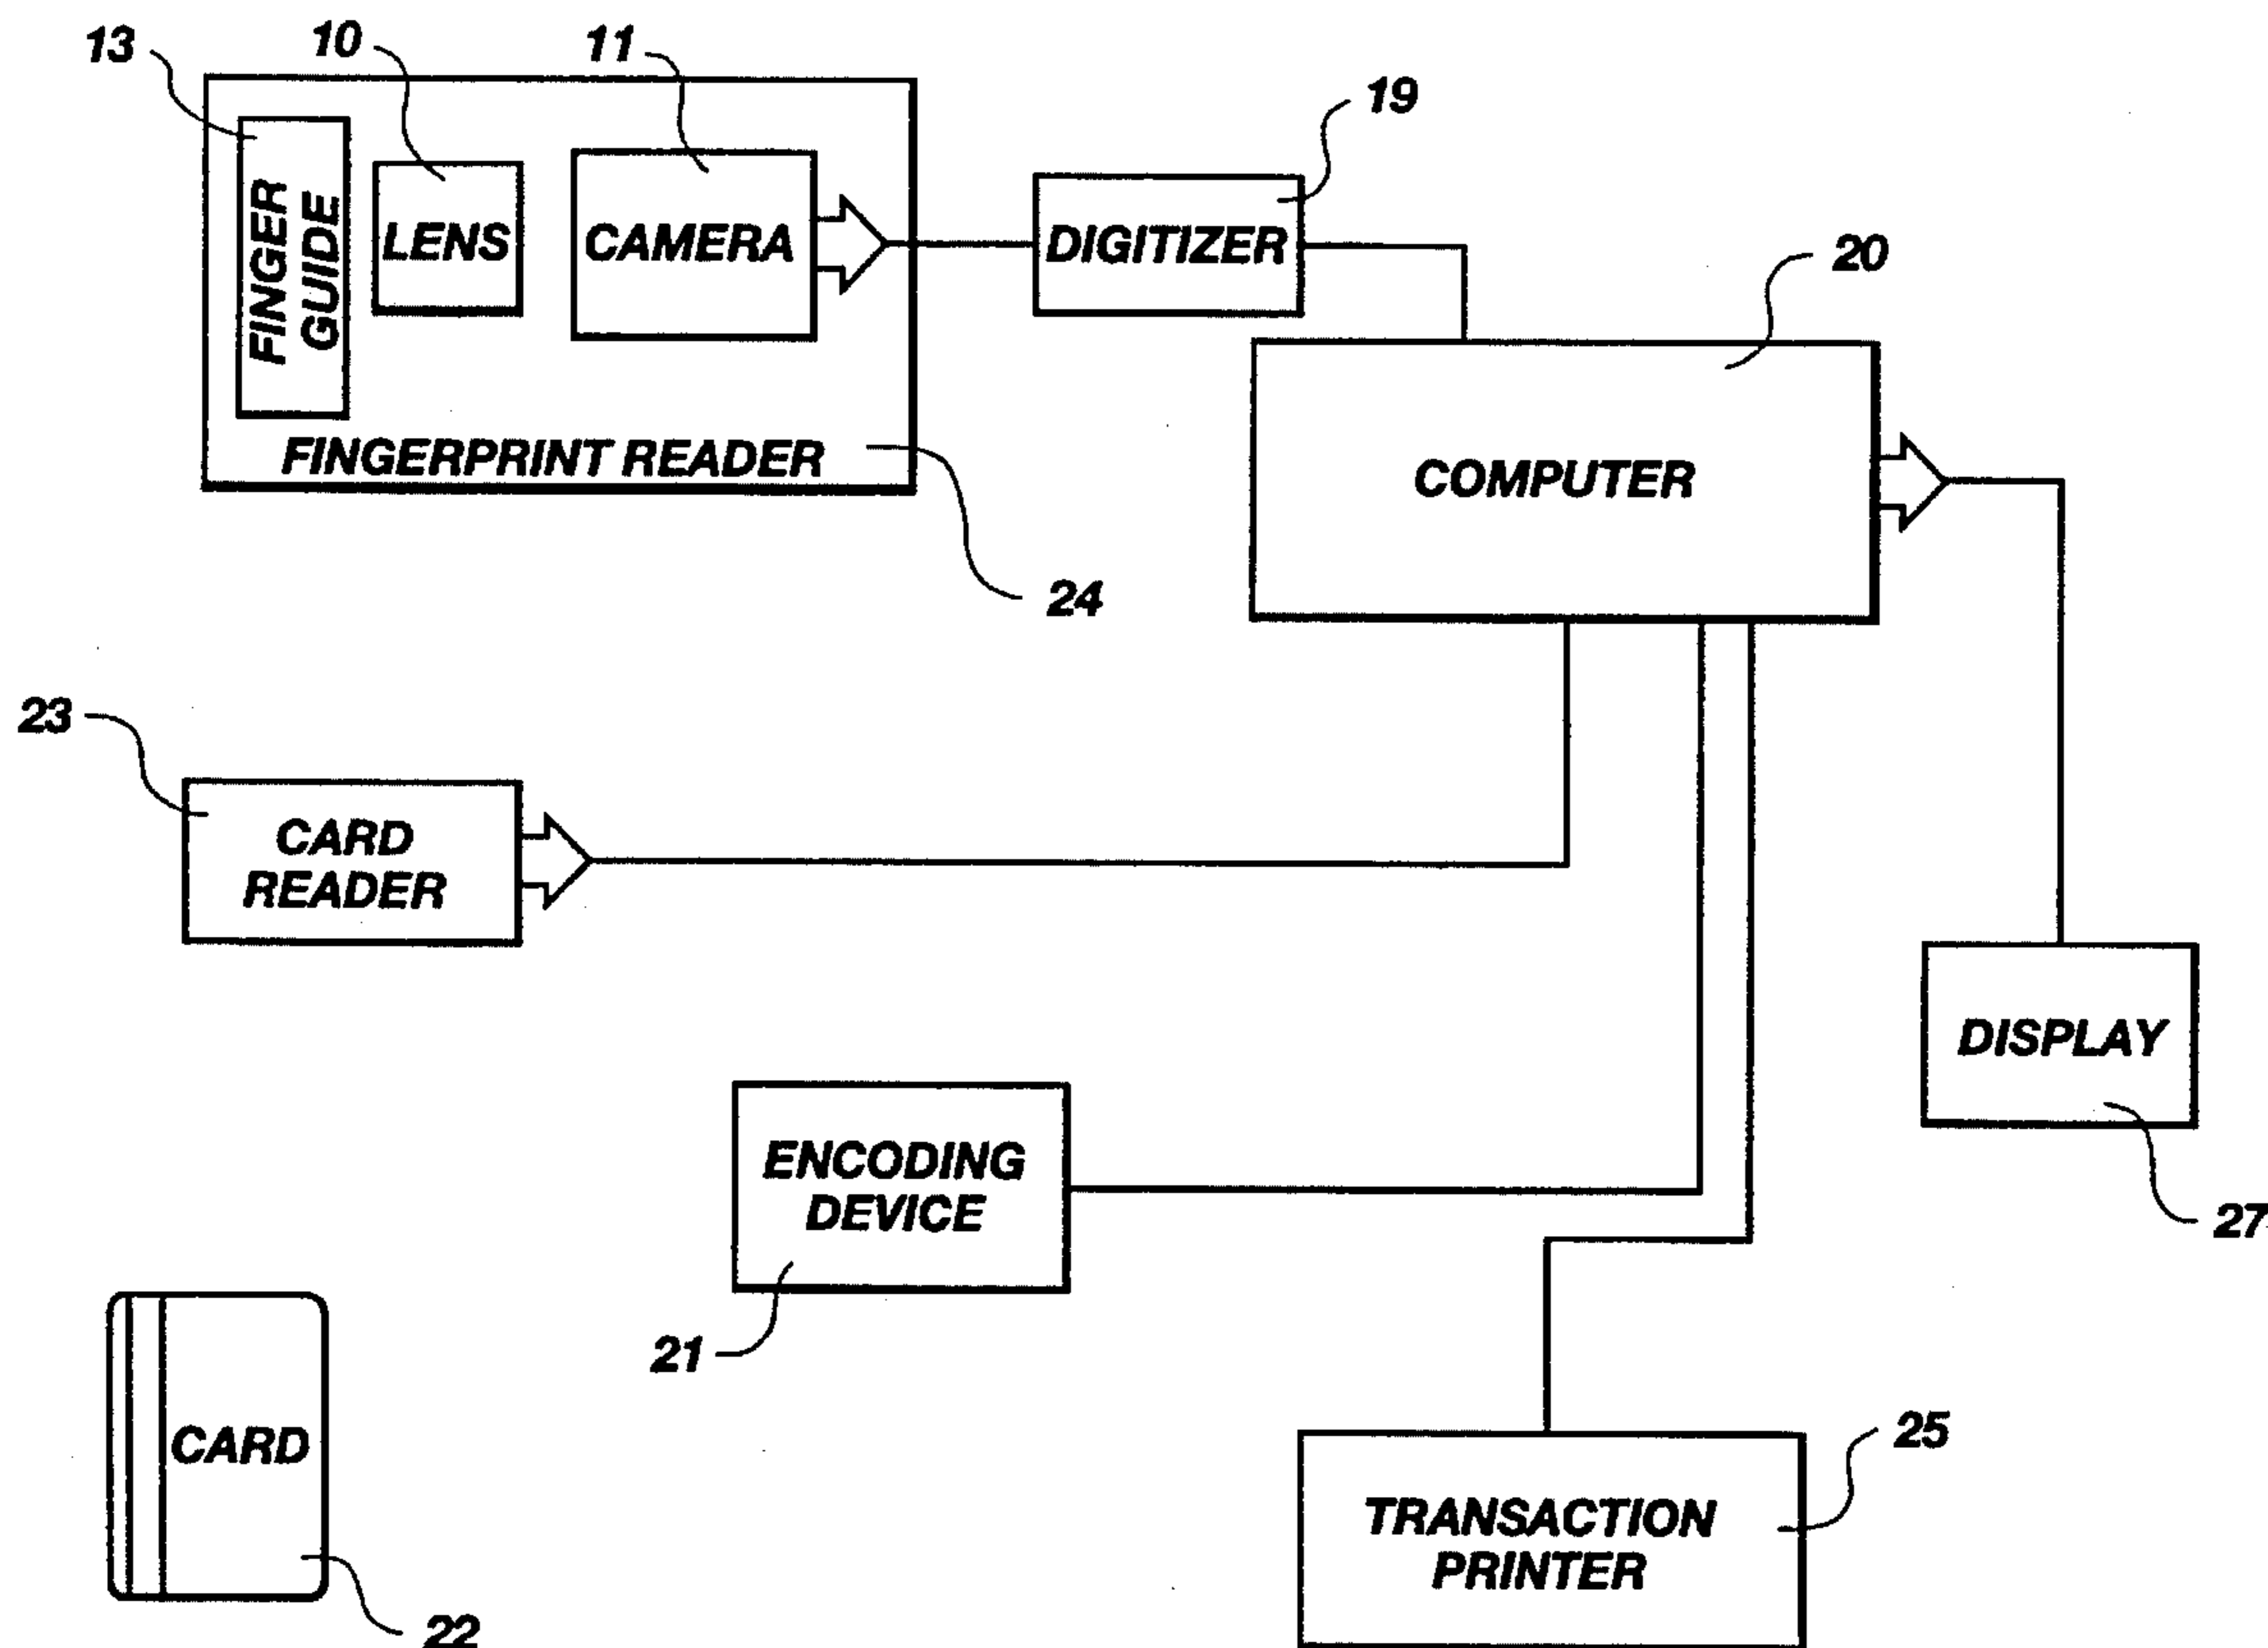 13
10
11
19
FINGER
GUIDE
LENS
CAMERA
DIGITIZER
20
FINGERPRINT READER
COMPUTER
24
23
CARD
READER
DISPLAY
ENCODING
DEVICE
27
21
CARD
25
TRANSACTION
PRINTER
22